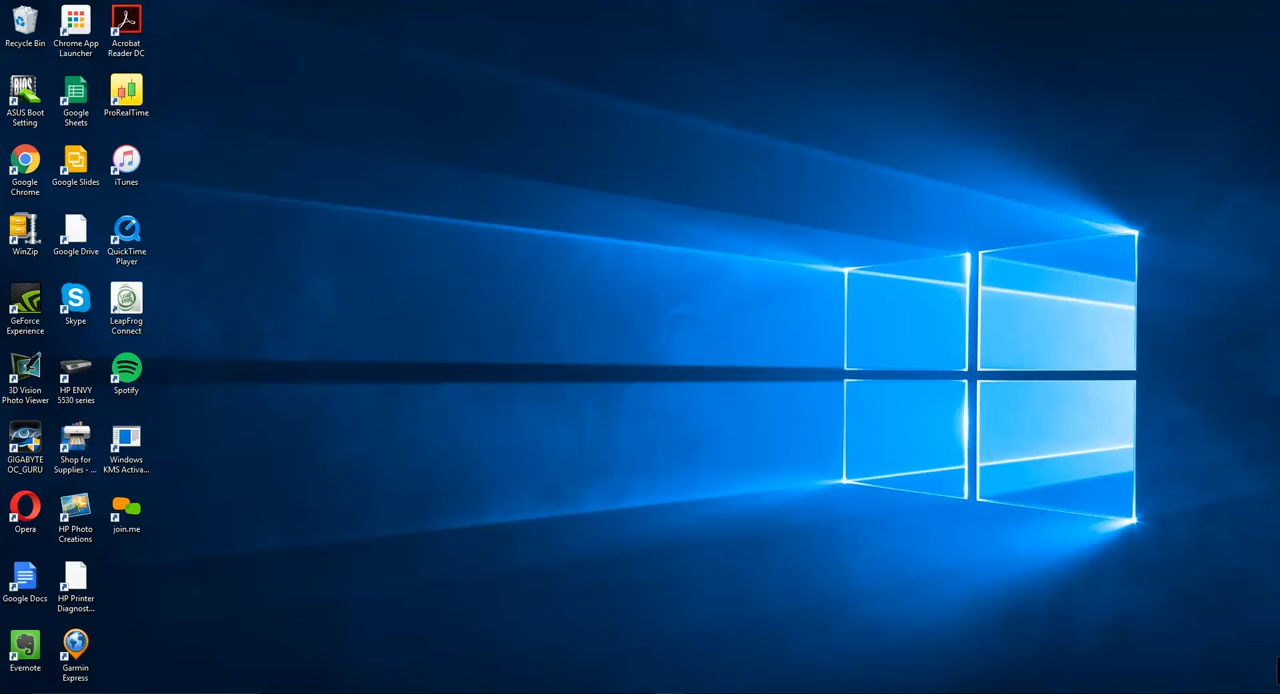 Recycle Bin
Chrome App
Launcher
Acrobat
Reader DC
BIOS
ASUS Boot
Setting
Google
Sheets
ProRealTime
Google
Chrome
Google Slides
iTunes
WinZip
Google Drive
QuickTime
Player
GeForce
Experience
Skype
LeapFrog
Connect
3D Vision
Photo Viewer
HP ENVY
5530 series
Spotify
GIGABYTE
OC_GURU
Shop for
Supplies - ...
Windows
KMS Activa...
Opera
HP Photo
Creations
join.me
Google Docs
HP Printer
Diagnost...
Evernote
Garmin
Express